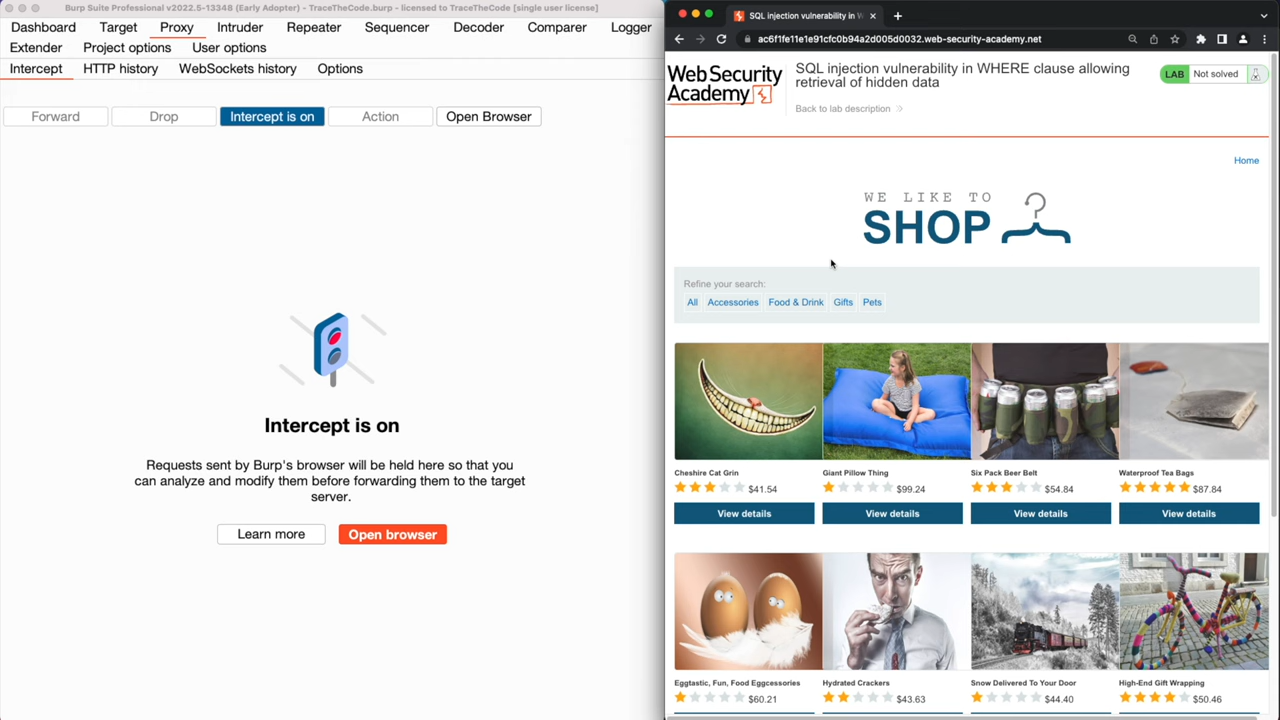 Burp Suite Professional v2022.5-13348 (Early Adopter) - TraceTheCode.burp - licensed to TraceTheCode [single user license]
Dashboard Target Proxy Intruder Repeater Sequencer Decoder Comparer Logger
Extender Project options User options
Intercept HTTP history WebSockets history Options
Forward Drop Intercept is on Action Open Browser
Intercept is on
Requests sent by Burp's browser will be held here so that you
can analyze and modify them before forwarding them to the target
server.
Learn more Open browser
SQL injection vulnerability in W
ac6f1fe11e1e91cfc0b94a2d005d0032.web-security-academy.net
Web Security
Academy
SQL injection vulnerability in WHERE clause allowing
retrieval of hidden data
Back to lab description
LAB Not solved
Home
WE LIKE TO
SHOP
Refine your search:
All Accessories Food & Drink Gifts Pets
Cheshire Cat Grin Giant Pillow Thing Six Pack Beer Belt Waterproof Tea Bags
$41.54 $99.24 $54.84 $87.84
View details View details View details View details
Eggtastic, Fun, Food Eggcessories Hydrated Crackers Snow Delivered To Your Door High-End Gift Wrapping
$60.21 $43.63 $44.40 $50.46